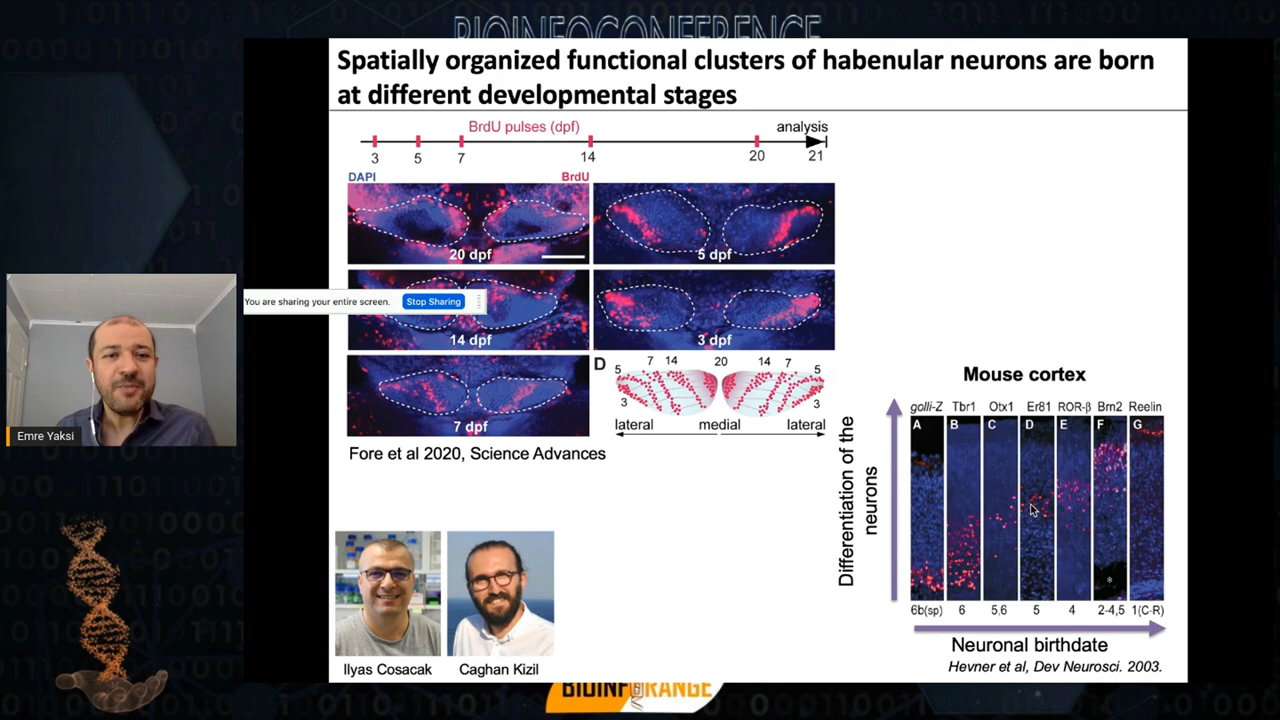 BIOINFOCONFERENCE
Spatially organized functional clusters of habenular neurons are born
at different developmental stages
BrdU pulses (dpf)
analysis
3 5 7 14 20 21
DAPI
BrdU
20 dpf
5 dpf
You are sharing your entire screen.
Stop Sharing
14 dpf
3 dpf
7 dpf
D
5 7 14 20 14 7 5
3 3
lateral medial lateral
Fore et al 2020, Science Advances
Emre Yaksi
Ilyas Cosacak
Caghan Kizil
Mouse cortex
golli-Z Tbr1 Otx1 Er81 ROR-β Brn2 Reelin
A B C D E F G
*
Differentiation of the
neurons
6b(sp) 6 5,6 5 4 2-4,5 1(C-R)
Neuronal birthdate
Hevner et al, Dev Neurosci. 2003.
BIOINFORANGE